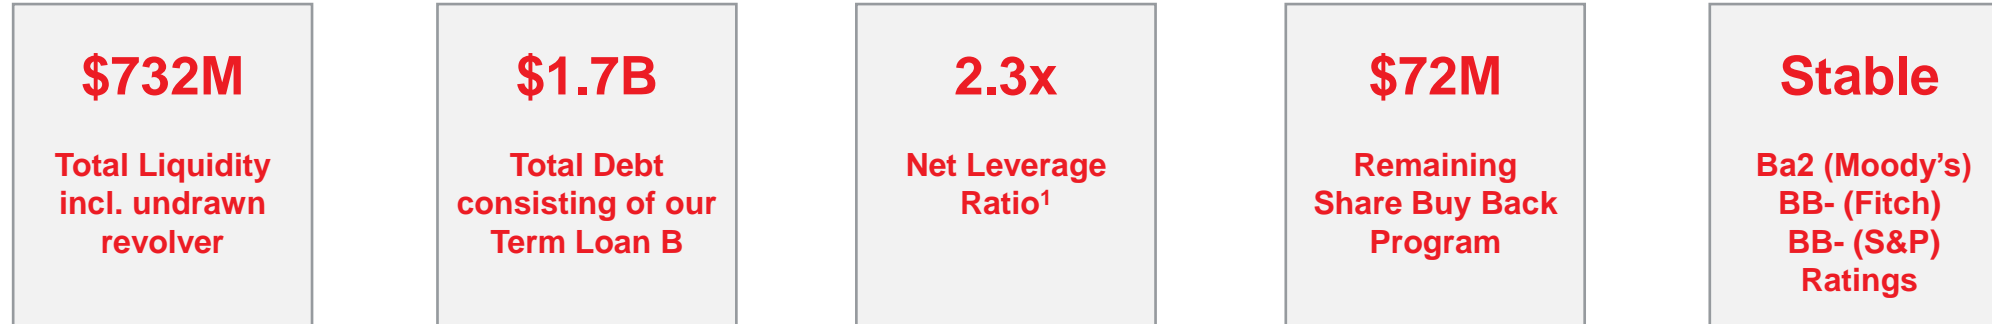 $732M
Total Liquidity
incl. undrawn
revolver
$1.7B
Total Debt
consisting of our
Term Loan B
2.3x
Net Leverage
Ratio¹
$72M
Remaining
Share Buy Back
Program
Stable
Ba2 (Moody’s)
BB- (Fitch)
BB- (S&P)
Ratings